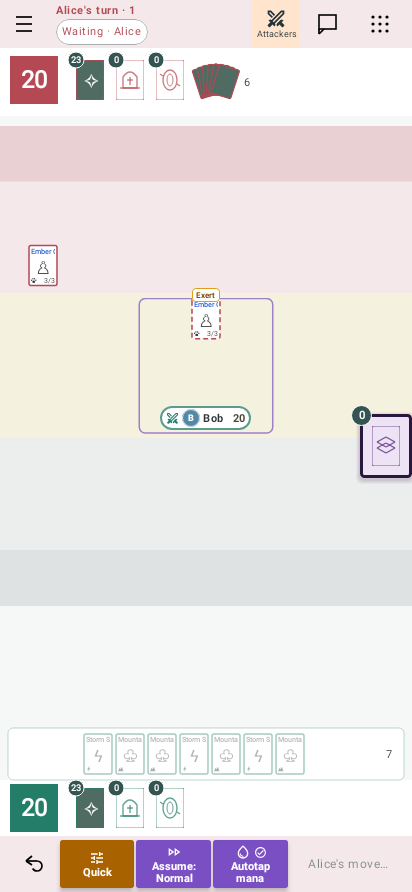 Alice's turn · 1
Waiting · Alice
Attackers
20
23
0
0
6
Ember
3/3
Exert
Ember
3/3
B
Bob 20
0
Storm S
Mounta
Mounta
Storm S
Mounta
Storm S
Mounta
7
20
23
0
0
Quick
Assume:
Normal
Autotap
mana
Alice's move…